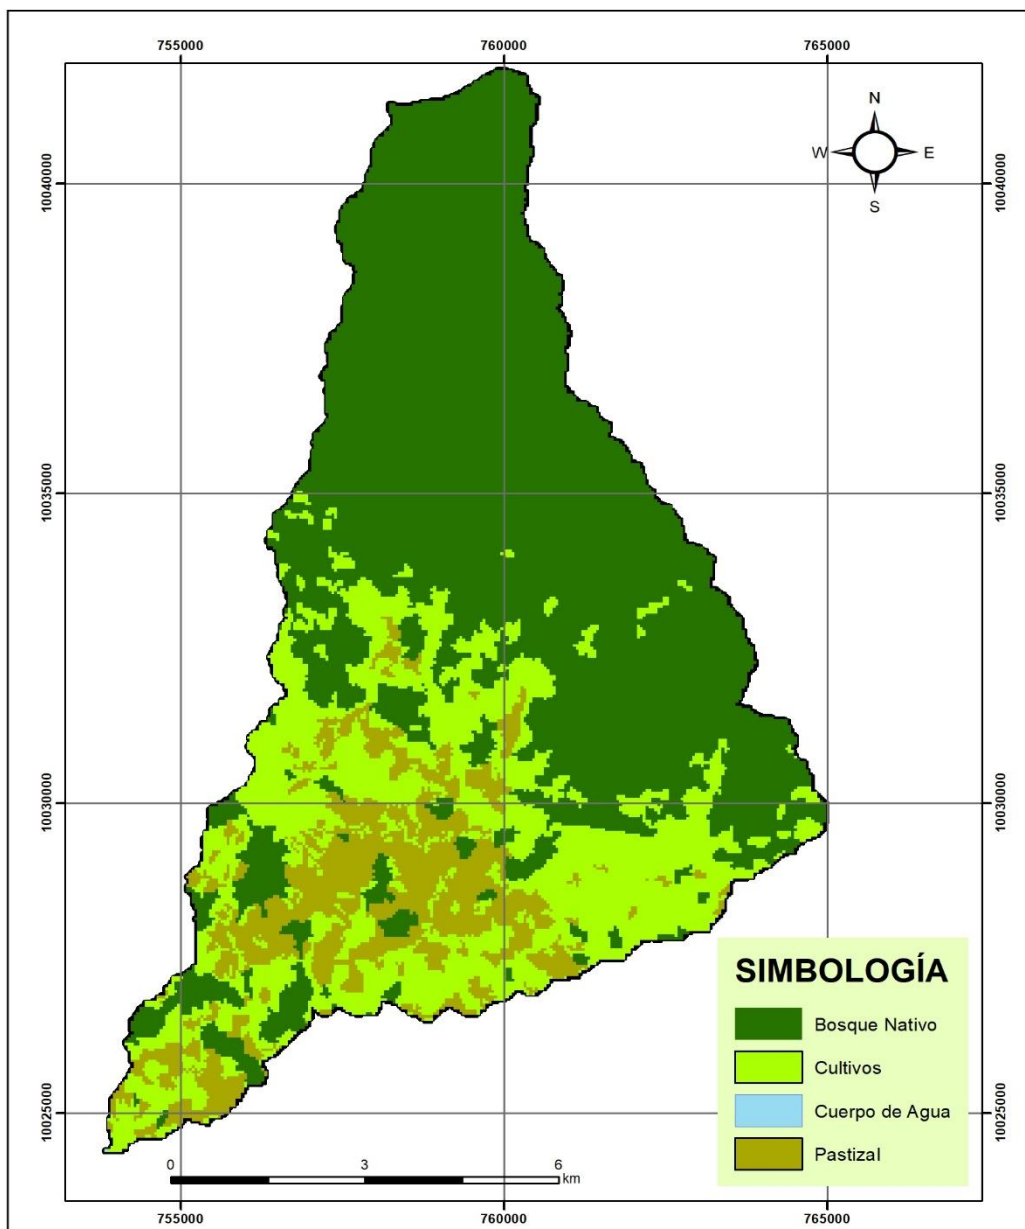 755000 760000 765000
N
W E
S
10040000 10040000
10035000 10035000
10030000 10030000
SIMBOLOGÍA
Bosque Nativo
Cultivos
Cuerpo de Agua
Pastizal
10025000 10025000
0 3 6
km
755000 760000 765000